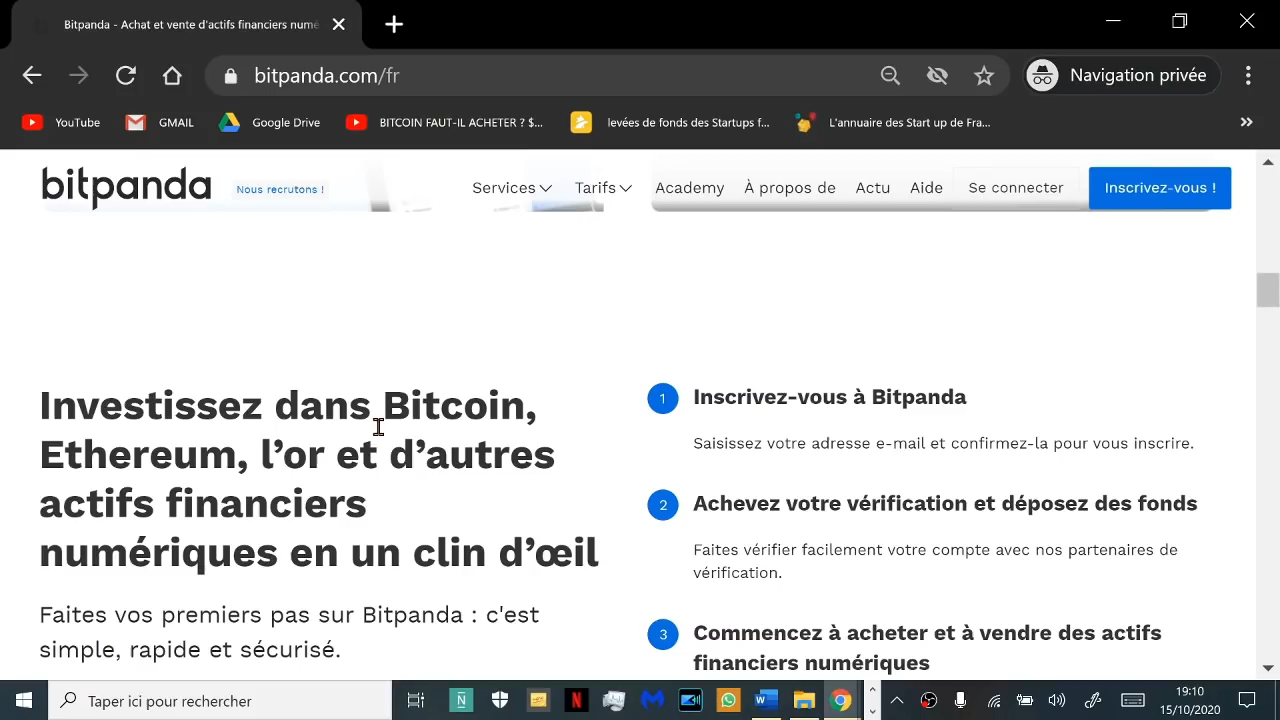 Bitpanda - Achat et vente d'actifs financiers numé
bitpanda.com/fr
Navigation privée
YouTube
GMAIL
Google Drive
BITCOIN FAUT-IL ACHETER ? $...
levées de fonds des Startups f...
L'annuaire des Start up de Fra...
bitpanda
Nous recrutons !
Services
Tarifs
Academy
À propos de
Actu
Aide
Se connecter
Inscrivez-vous !
Investissez dans Bitcoin,
Ethereum, l’or et d’autres
actifs financiers
numériques en un clin d’œil
Faites vos premiers pas sur Bitpanda : c'est
simple, rapide et sécurisé.
1 Inscrivez-vous à Bitpanda
Saisissez votre adresse e-mail et confirmez-la pour vous inscrire.
2 Achevez votre vérification et déposez des fonds
Faites vérifier facilement votre compte avec nos partenaires de
vérification.
3 Commencez à acheter et à vendre des actifs
financiers numériques
Taper ici pour rechercher
19:10
15/10/2020